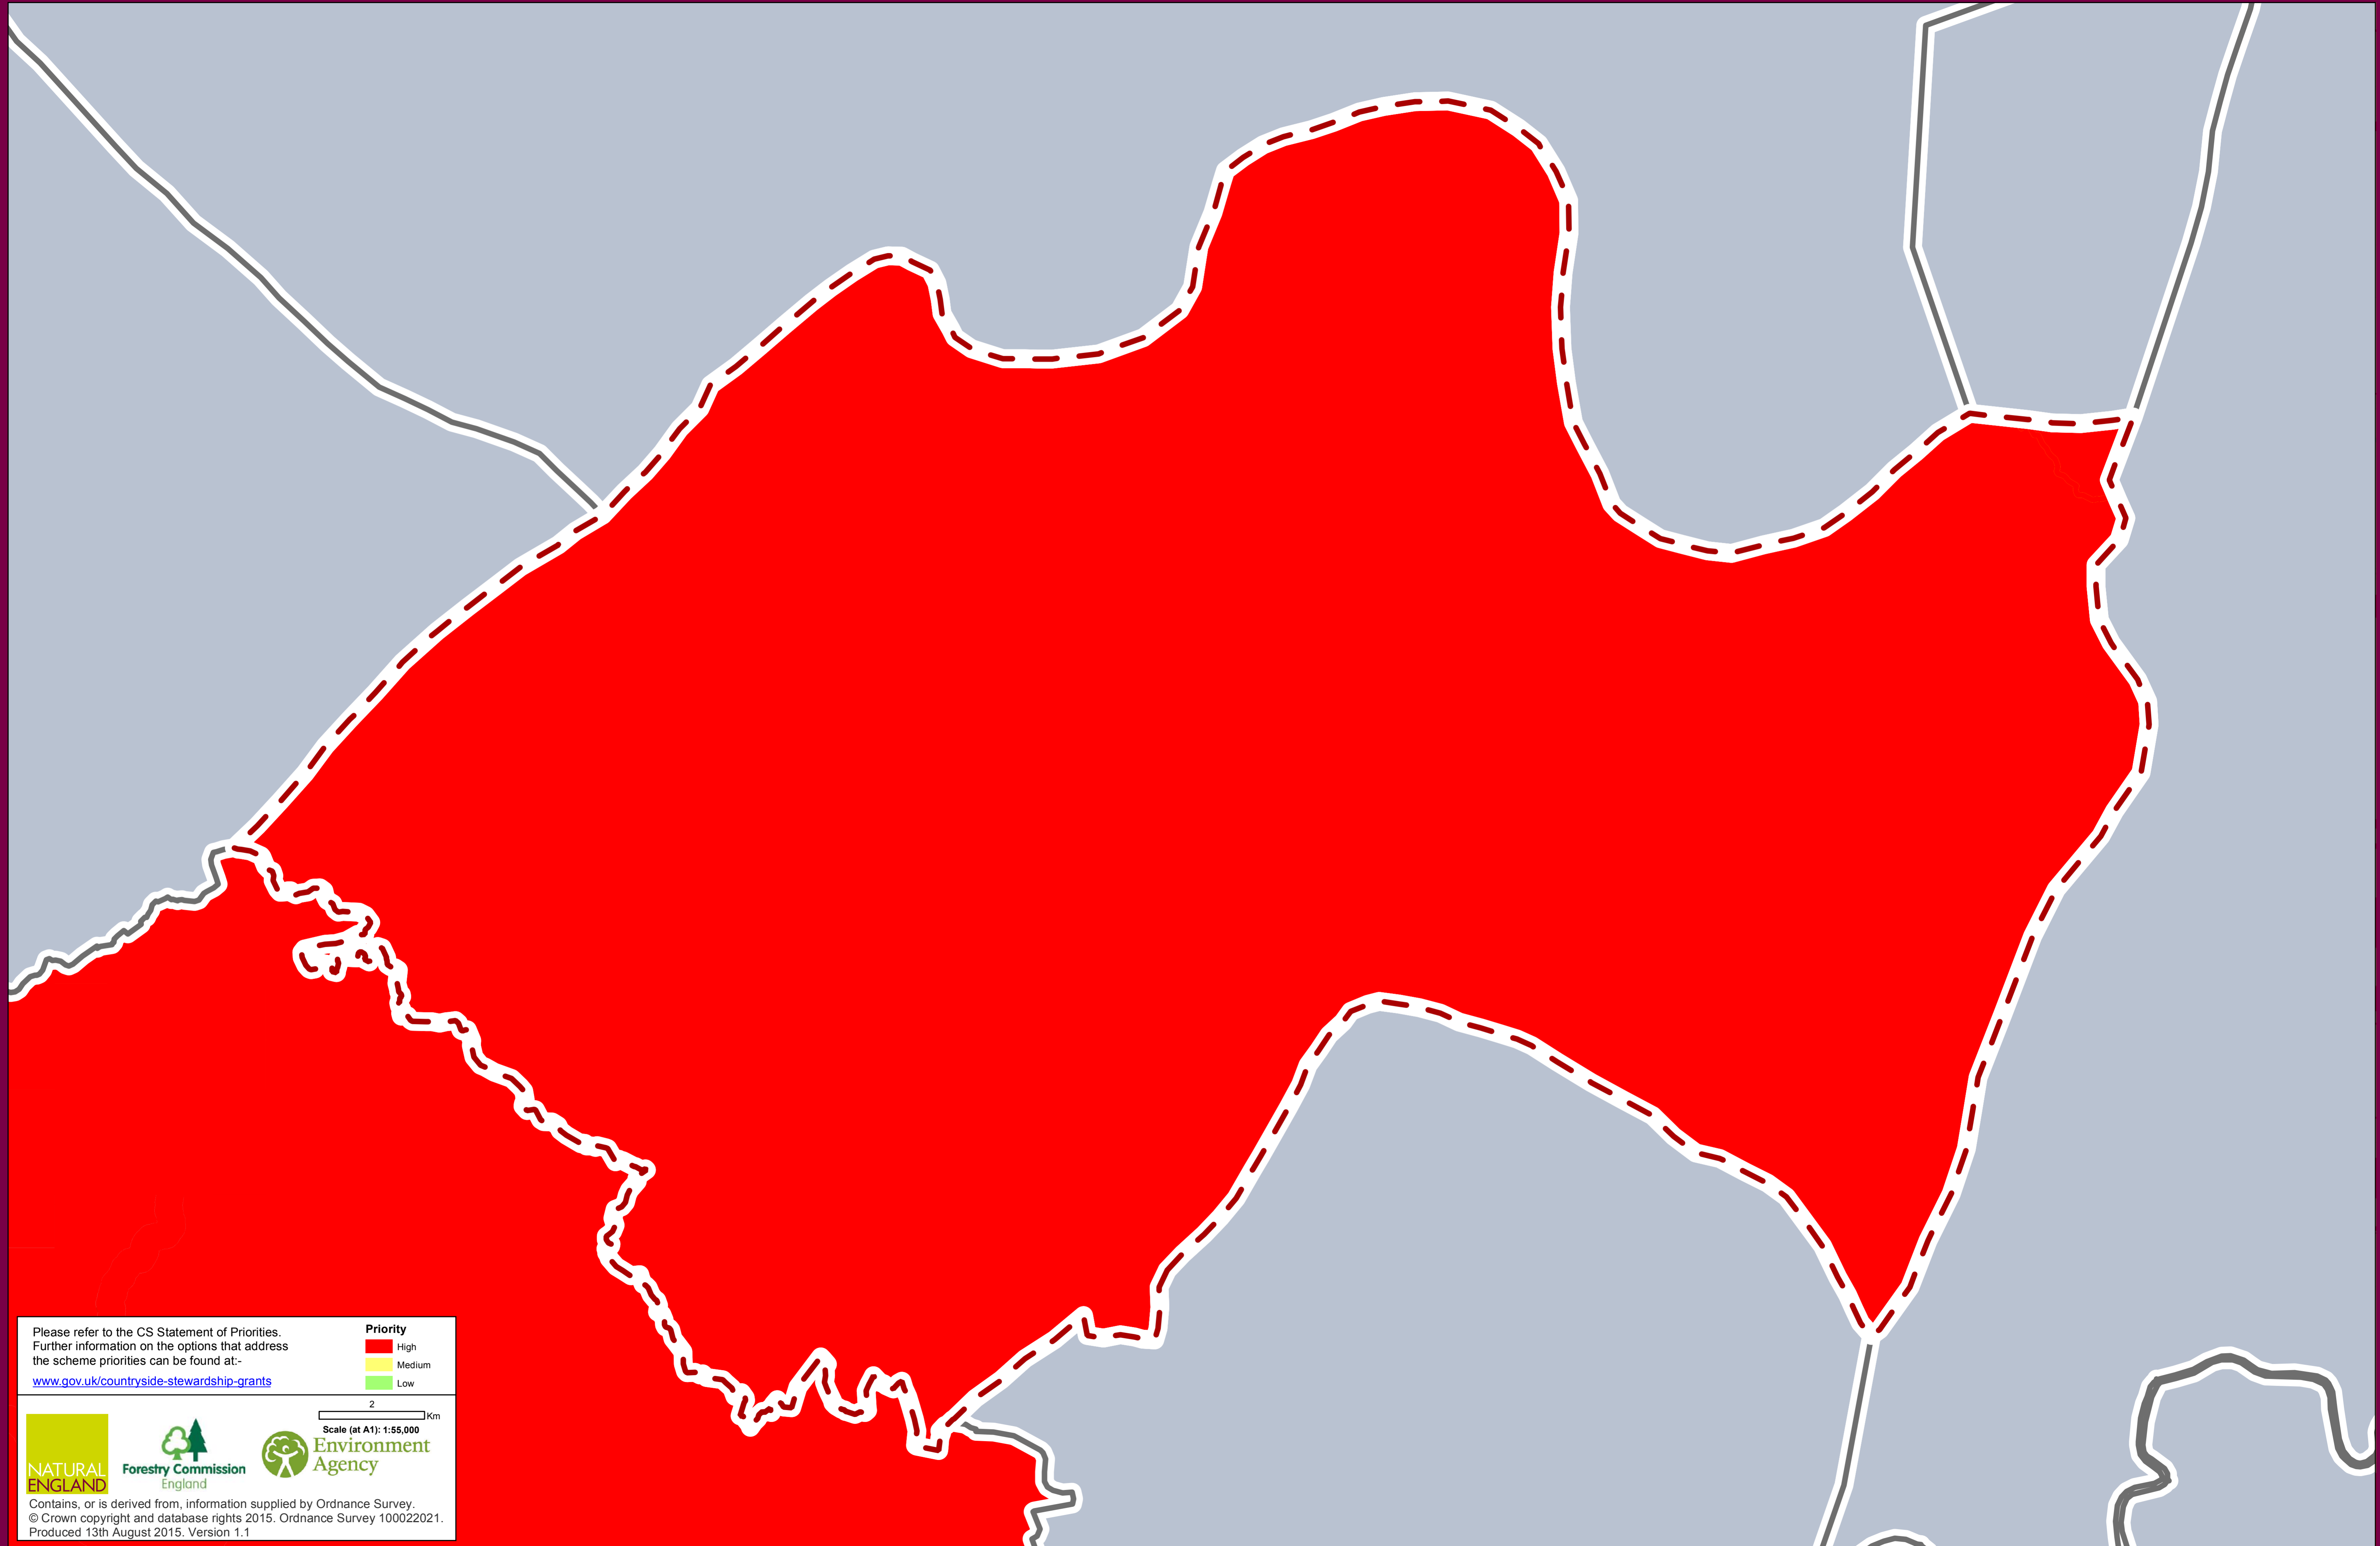 Please refer to the CS Statement of Priorities.
Further information on the options that address
the scheme priorities can be found at:-
www.gov.uk/countryside-stewardship-grants
Priority
High
Medium
Low
2
Km
Scale (at A1): 1:55,000
NATURAL
ENGLAND
Forestry Commission
England
Environment
Agency
Contains, or is derived from, information supplied by Ordnance Survey.
© Crown copyright and database rights 2015. Ordnance Survey 100022021.
Produced 13th August 2015. Version 1.1